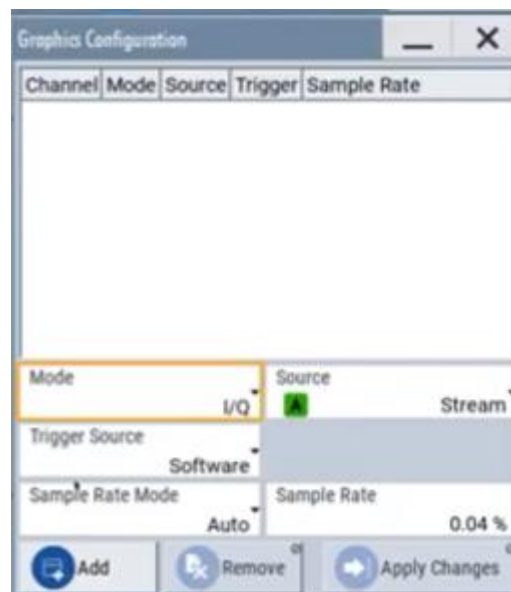 Graphics Configuration
Channel Mode Source Trigger Sample Rate
Mode
I/Q
Source
A Stream
Trigger Source
Software
Sample Rate Mode
Auto
Sample Rate
0.04 %
Add Remove Apply Changes